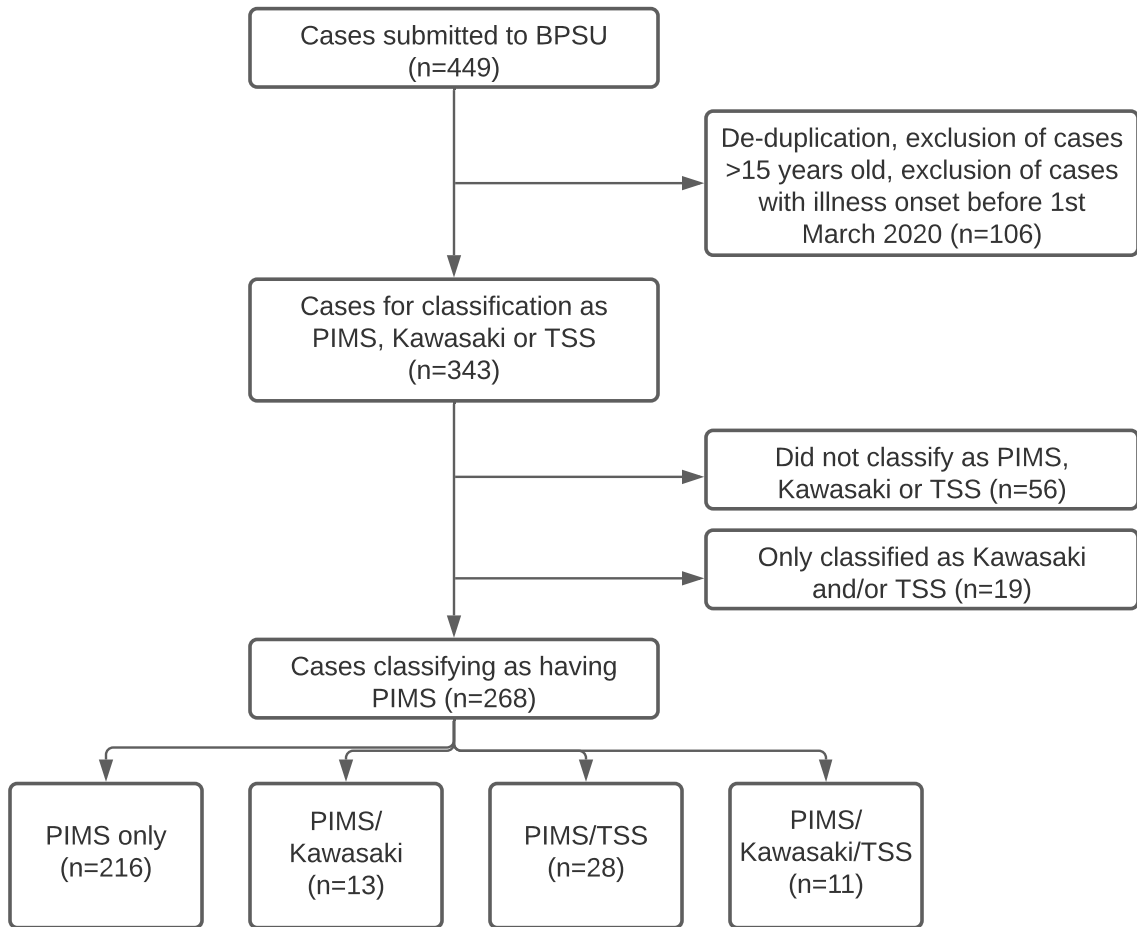 Cases submitted to BPSU
(n=449)
De-duplication, exclusion of cases
>15 years old, exclusion of cases
with illness onset before 1st
March 2020 (n=106)
Cases for classification as
PIMS, Kawasaki or TSS
(n=343)
Did not classify as PIMS,
Kawasaki or TSS (n=56)
Only classified as Kawasaki
and/or TSS (n=19)
Cases classifying as having
PIMS (n=268)
PIMS only
(n=216)
PIMS/
Kawasaki
(n=13)
PIMS/TSS
(n=28)
PIMS/
Kawasaki/TSS
(n=11)